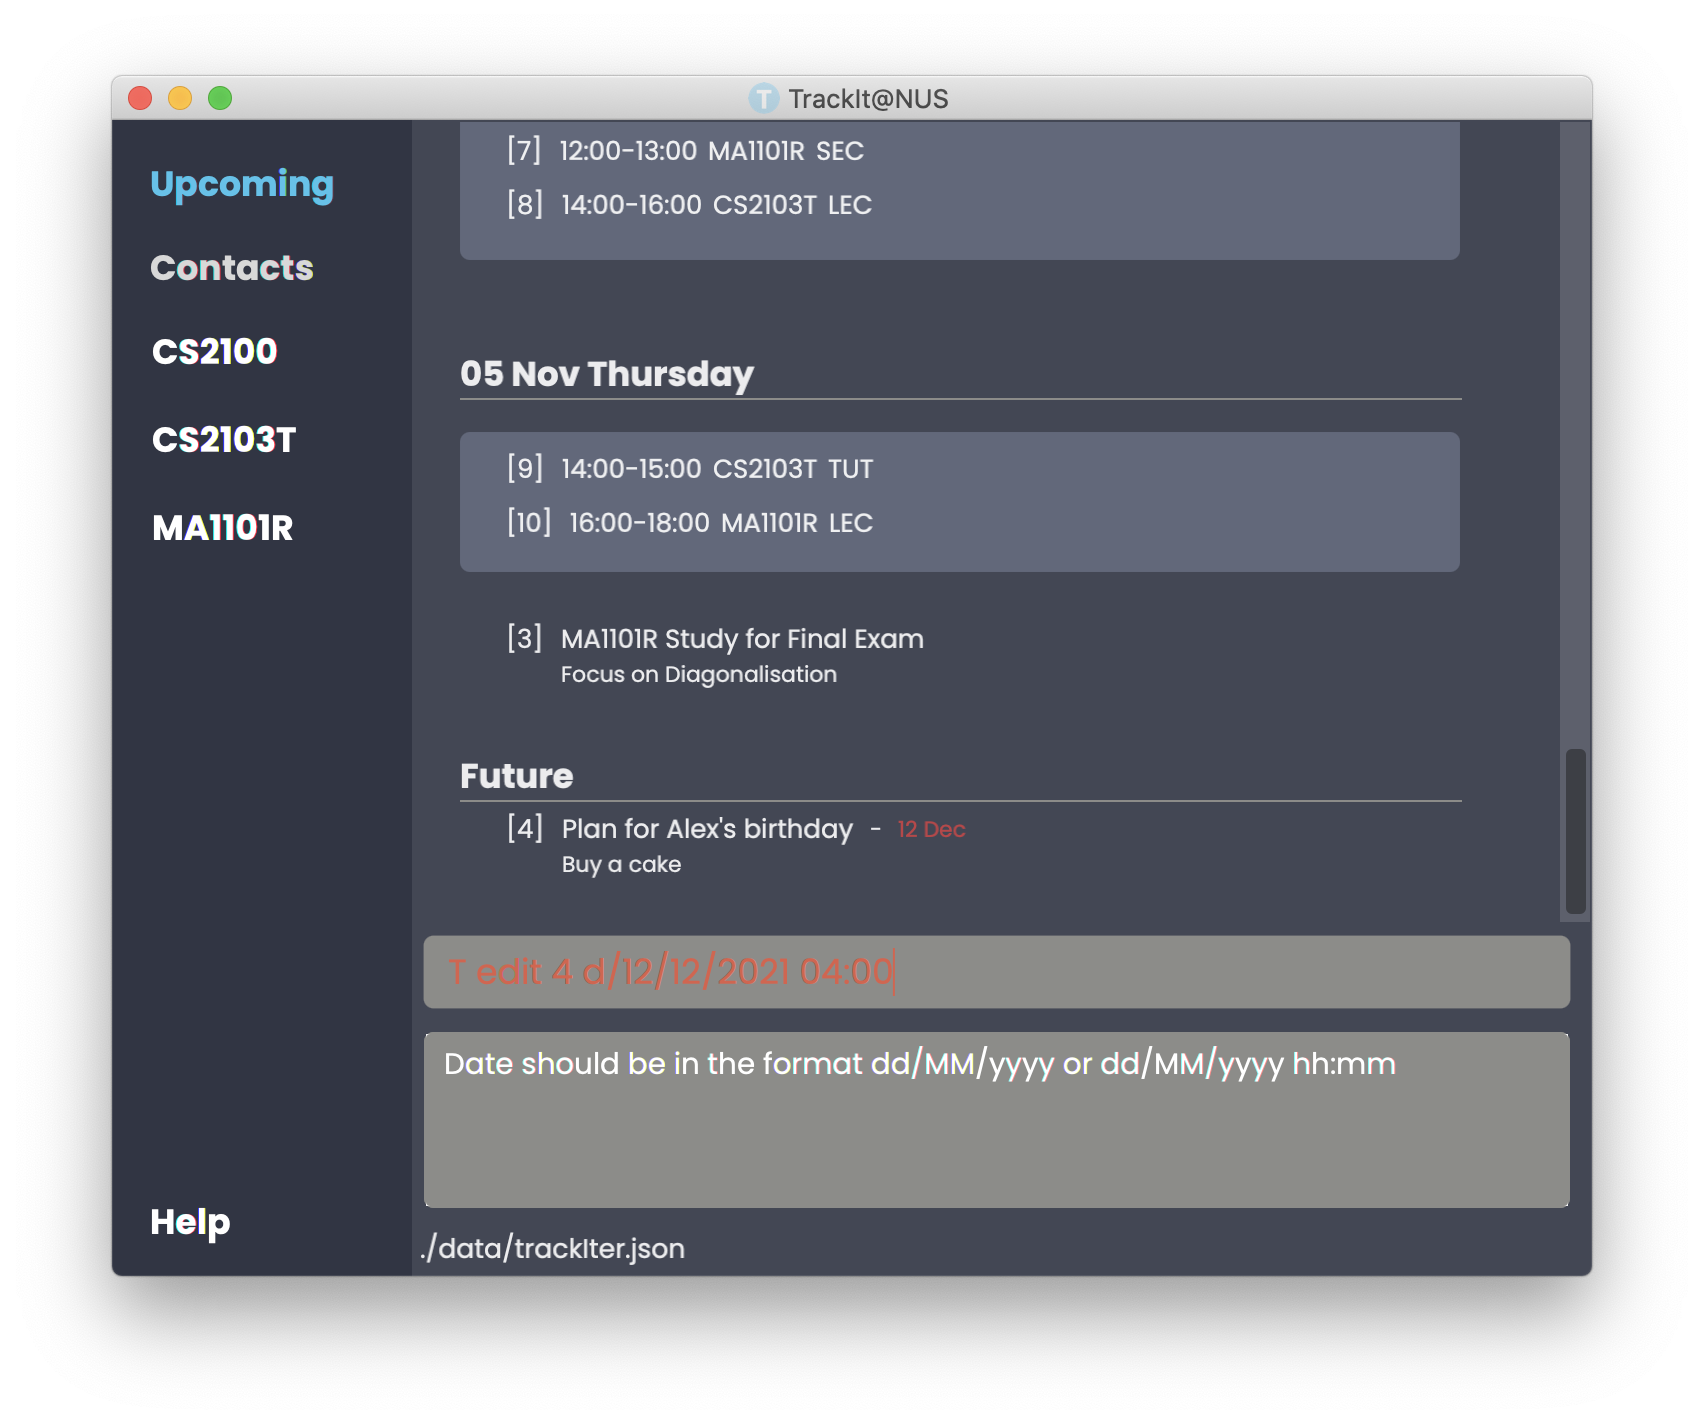 T TrackIt@NUS
Upcoming
Contacts
CS2100
CS2103T
MA1101R
Help
[7] 12:00-13:00 MA1101R SEC
[8] 14:00-16:00 CS2103T LEC
05 Nov Thursday
[9] 14:00-15:00 CS2103T TUT
[10] 16:00-18:00 MA1101R LEC
[3] MA1101R Study for Final Exam
Focus on Diagonalisation
Future
[4] Plan for Alex's birthday - 12 Dec
Buy a cake
T edit 4 d/12/12/2021 04:00
Date should be in the format dd/MM/yyyy or dd/MM/yyyy hh:mm
./data/trackIter.json